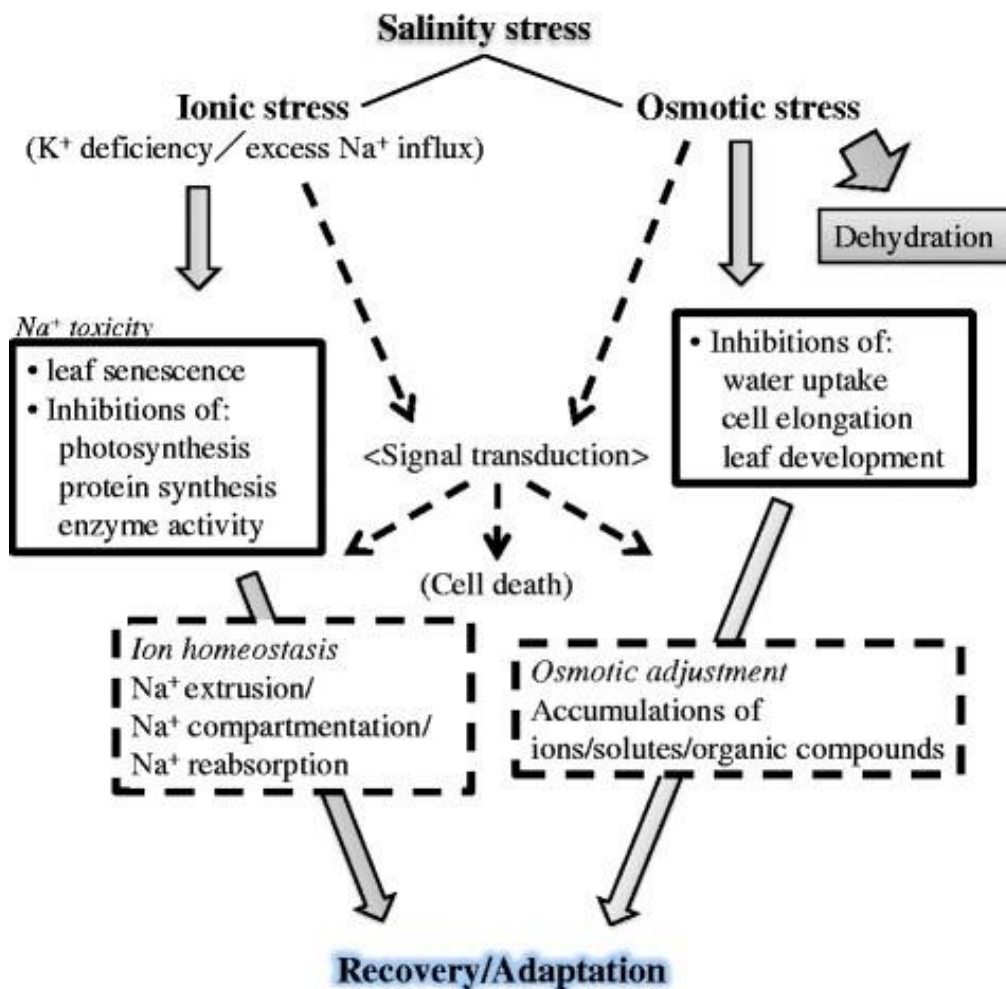 Salinity stress
Ionic stress
(K⁺ deficiency／excess Na⁺ influx)
Osmotic stress
Dehydration
Na⁺ toxicity
• leaf senescence
• Inhibitions of:
photosynthesis
protein synthesis
enzyme activity
• Inhibitions of:
water uptake
cell elongation
leaf development
<Signal transduction>
(Cell death)
Ion homeostasis
Na⁺ extrusion/
Na⁺ compartmentation/
Na⁺ reabsorption
Osmotic adjustment
Accumulations of
ions/solutes/organic compounds
Recovery/Adaptation